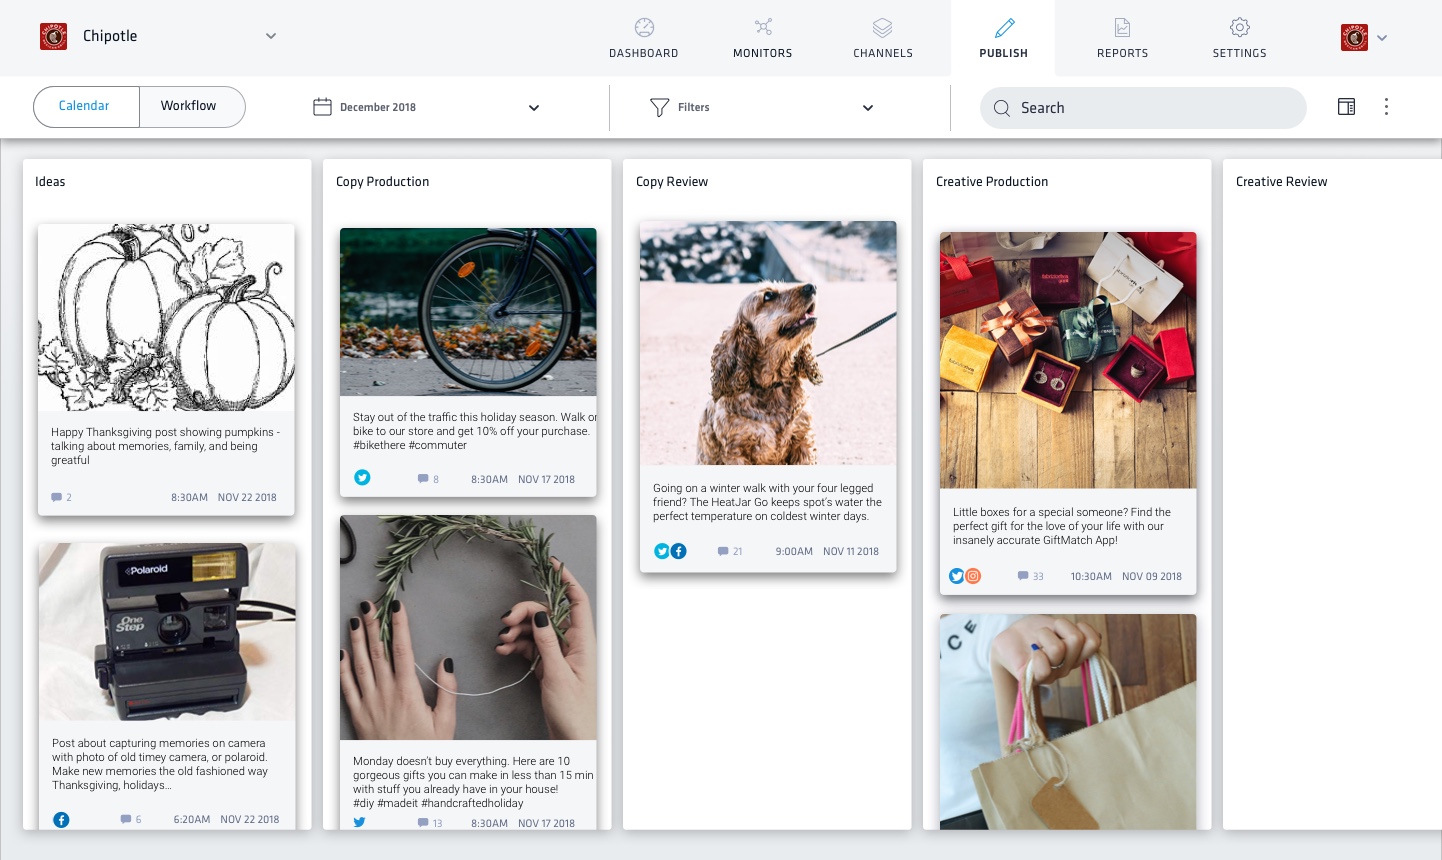 Chipotle
DASHBOARD
MONITORS
CHANNELS
PUBLISH
REPORTS
SETTINGS
Calendar
Workflow
December 2018
Filters
Search
Ideas
Happy Thanksgiving post showing pumpkins -
talking about memories, family, and being
greatful
2
8:30AM NOV 22 2018
Polaroid
One
Step
Post about capturing memories on camera
with photo of old timey camera, or polaroid.
Make new memories the old fashioned way
Thanksgiving, holidays...
6
6:20AM NOV 22 2018
Copy Production
Stay out of the traffic this holiday season. Walk or
bike to our store and get 10% off your purchase.
#bikethere #commuter
8
8:30AM NOV 17 2018
Monday doesn't buy everything. Here are 10
gorgeous gifts you can make in less than 15 min
with stuff you already have in your house!
#diy #madeit #handcraftedholiday
13
8:30AM NOV 17 2018
Copy Review
Going on a winter walk with your four legged
friend? The HeatJar Go keeps spot's water the
perfect temperature on coldest winter days.
21
9:00AM NOV 11 2018
Creative Production
Little boxes for a special someone? Find the
perfect gift for the love of your life with our
insanely accurate GiftMatch App!
33
10:30AM NOV 09 2018
CE
Creative Review